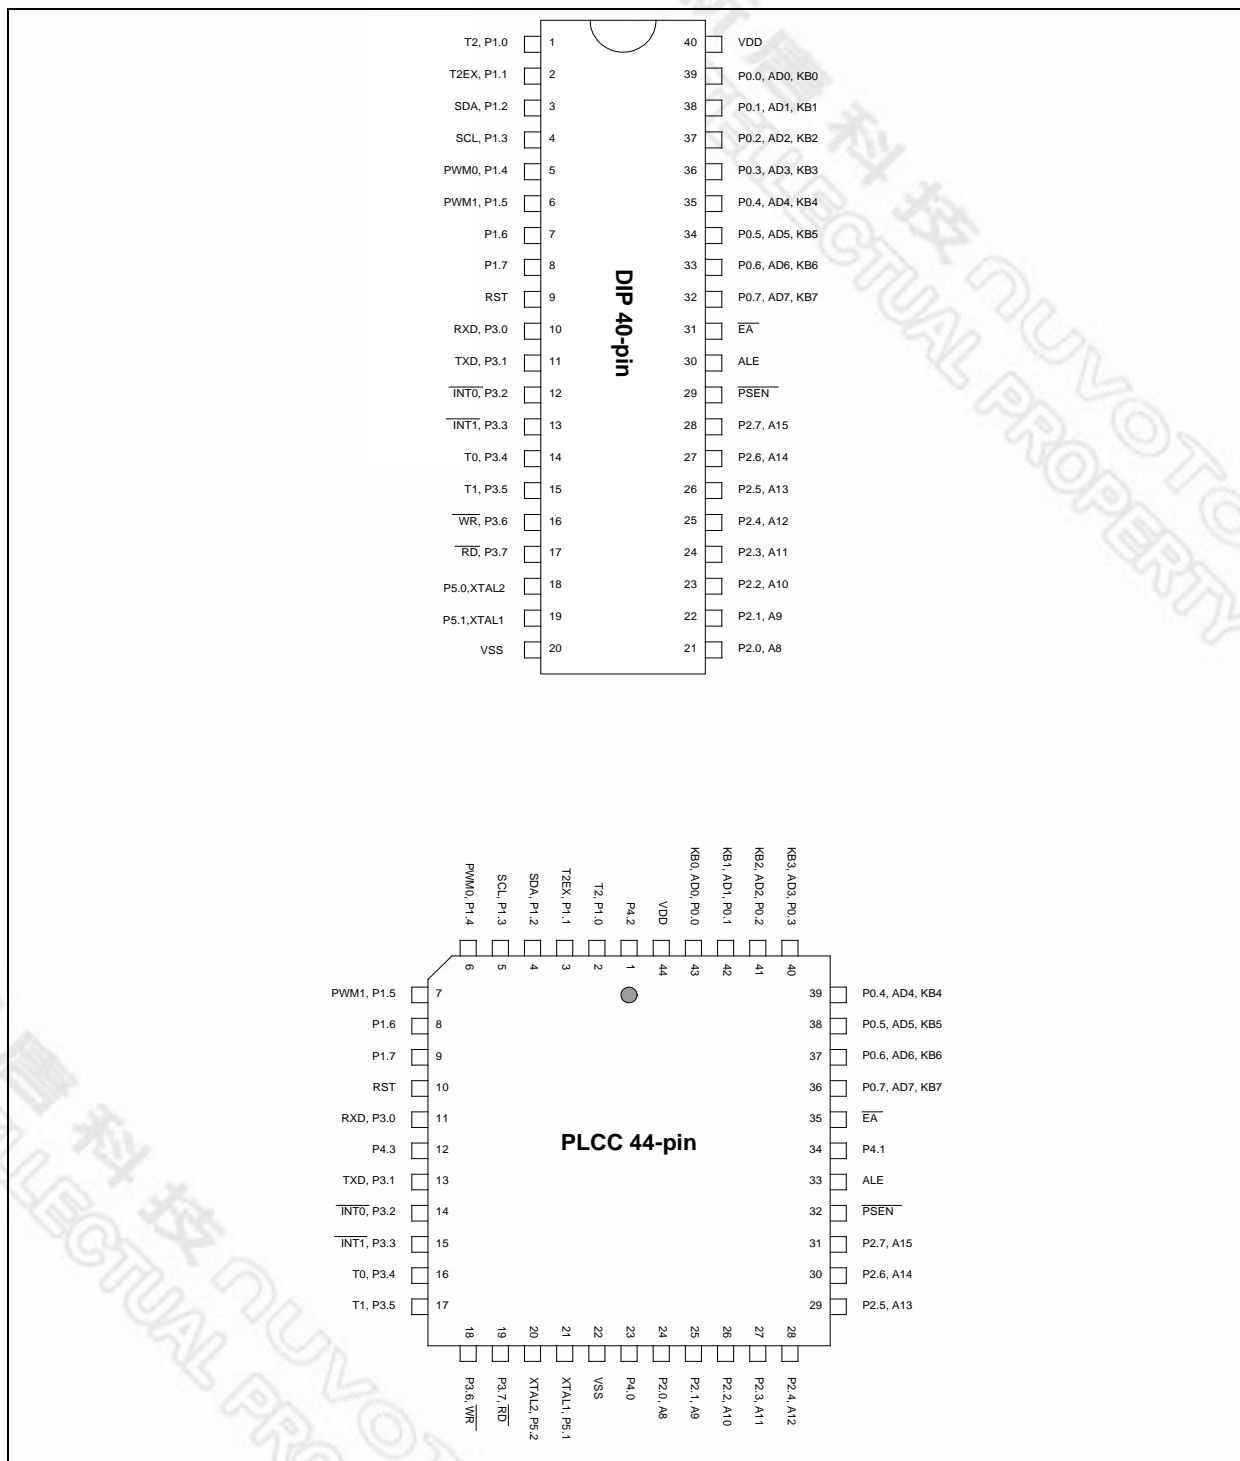 T2, P1.0 1 40 VDD
T2EX, P1.1 2 39 P0.0, AD0, KB0
SDA, P1.2 3 38 P0.1, AD1, KB1
SCL, P1.3 4 37 P0.2, AD2, KB2
PWM0, P1.4 5 36 P0.3, AD3, KB3
PWM1, P1.5 6 35 P0.4, AD4, KB4
P1.6 7 34 P0.5, AD5, KB5
P1.7 8 33 P0.6, AD6, KB6
RST 9 32 P0.7, AD7, KB7
RXD, P3.0 10 31 EA
TXD, P3.1 11 30 ALE
INT0, P3.2 12 29 PSEN
INT1, P3.3 13 28 P2.7, A15
T0, P3.4 14 27 P2.6, A14
T1, P3.5 15 26 P2.5, A13
WR, P3.6 16 25 P2.4, A12
RD, P3.7 17 24 P2.3, A11
P5.0,XTAL2 18 23 P2.2, A10
P5.1,XTAL1 19 22 P2.1, A9
VSS 20 21 P2.0, A8
DIP 40-pin
PWM0, P1.4
SCL, P1.3
SDA, P1.2
T2EX, P1.1
T2, P1.0
P4.2
VDD
KB0, AD0, P0.0
KB1, AD1, P0.1
KB2, AD2, P0.2
KB3, AD3, P0.3
6 5 4 3 2 1 44 43 42 41 40
PWM1, P1.5 7 39 P0.4, AD4, KB4
P1.6 8 38 P0.5, AD5, KB5
P1.7 9 37 P0.6, AD6, KB6
RST 10 36 P0.7, AD7, KB7
RXD, P3.0 11 35 EA
P4.3 12 34 P4.1
TXD, P3.1 13 33 ALE
INT0, P3.2 14 32 PSEN
INT1, P3.3 15 31 P2.7, A15
T0, P3.4 16 30 P2.6, A14
T1, P3.5 17 29 P2.5, A13
PLCC 44-pin
18 19 20 21 22 23 24 25 26 27 28
P3.6, WR
P3.7, RD
XTAL2, P5.2
XTAL1, P5.1
VSS
P4.0
P2.0, A8
P2.1, A9
P2.2, A10
P2.3, A11
P2.4, A12
唐科技 nuvoTo
TELLECTUAL PROPERTY
唐科技 nuvoTo
LLECTUAL PRO